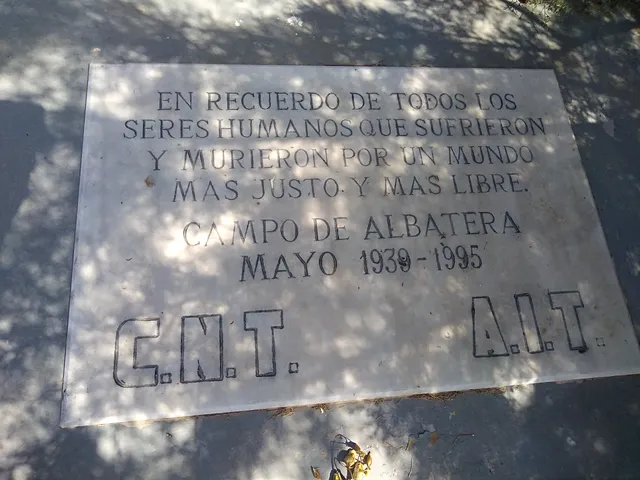 EN RECUERDO DE TODOS LOS
SERES HUMANOS QUE SUFRIERON
Y MURIERON POR UN MUNDO
MAS JUSTO Y MAS LIBRE.
CAMPO DE ALBATERA
MAYO 1939-1995
C.N.T. A.I.T.